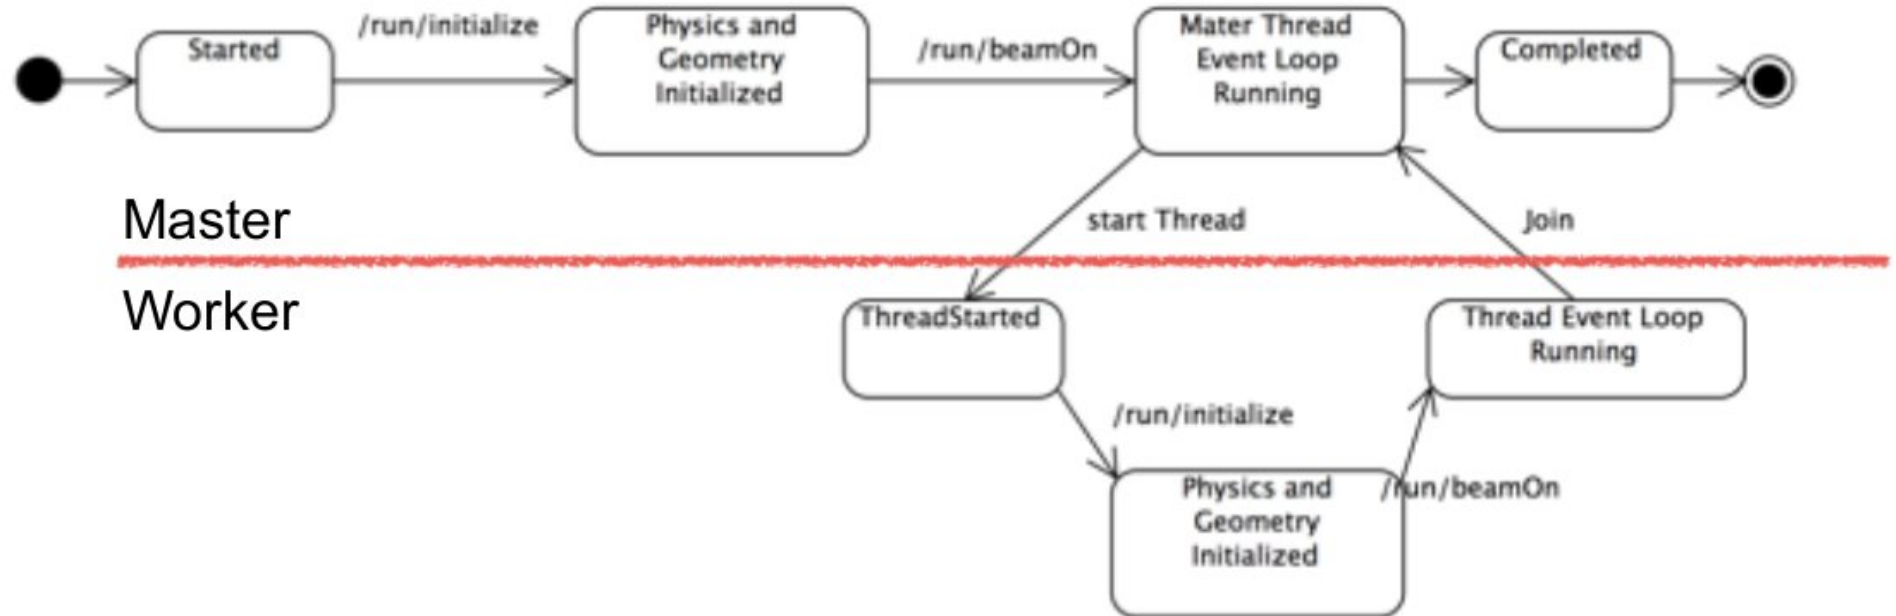 Started
/run/initialize
Physics and
Geometry
Initialized
/run/beamOn
Mater Thread
Event Loop
Running
Completed
Master
start Thread
Join
Worker
ThreadStarted
Thread Event Loop
Running
/run/initialize
Physics and
Geometry
Initialized
/run/beamOn